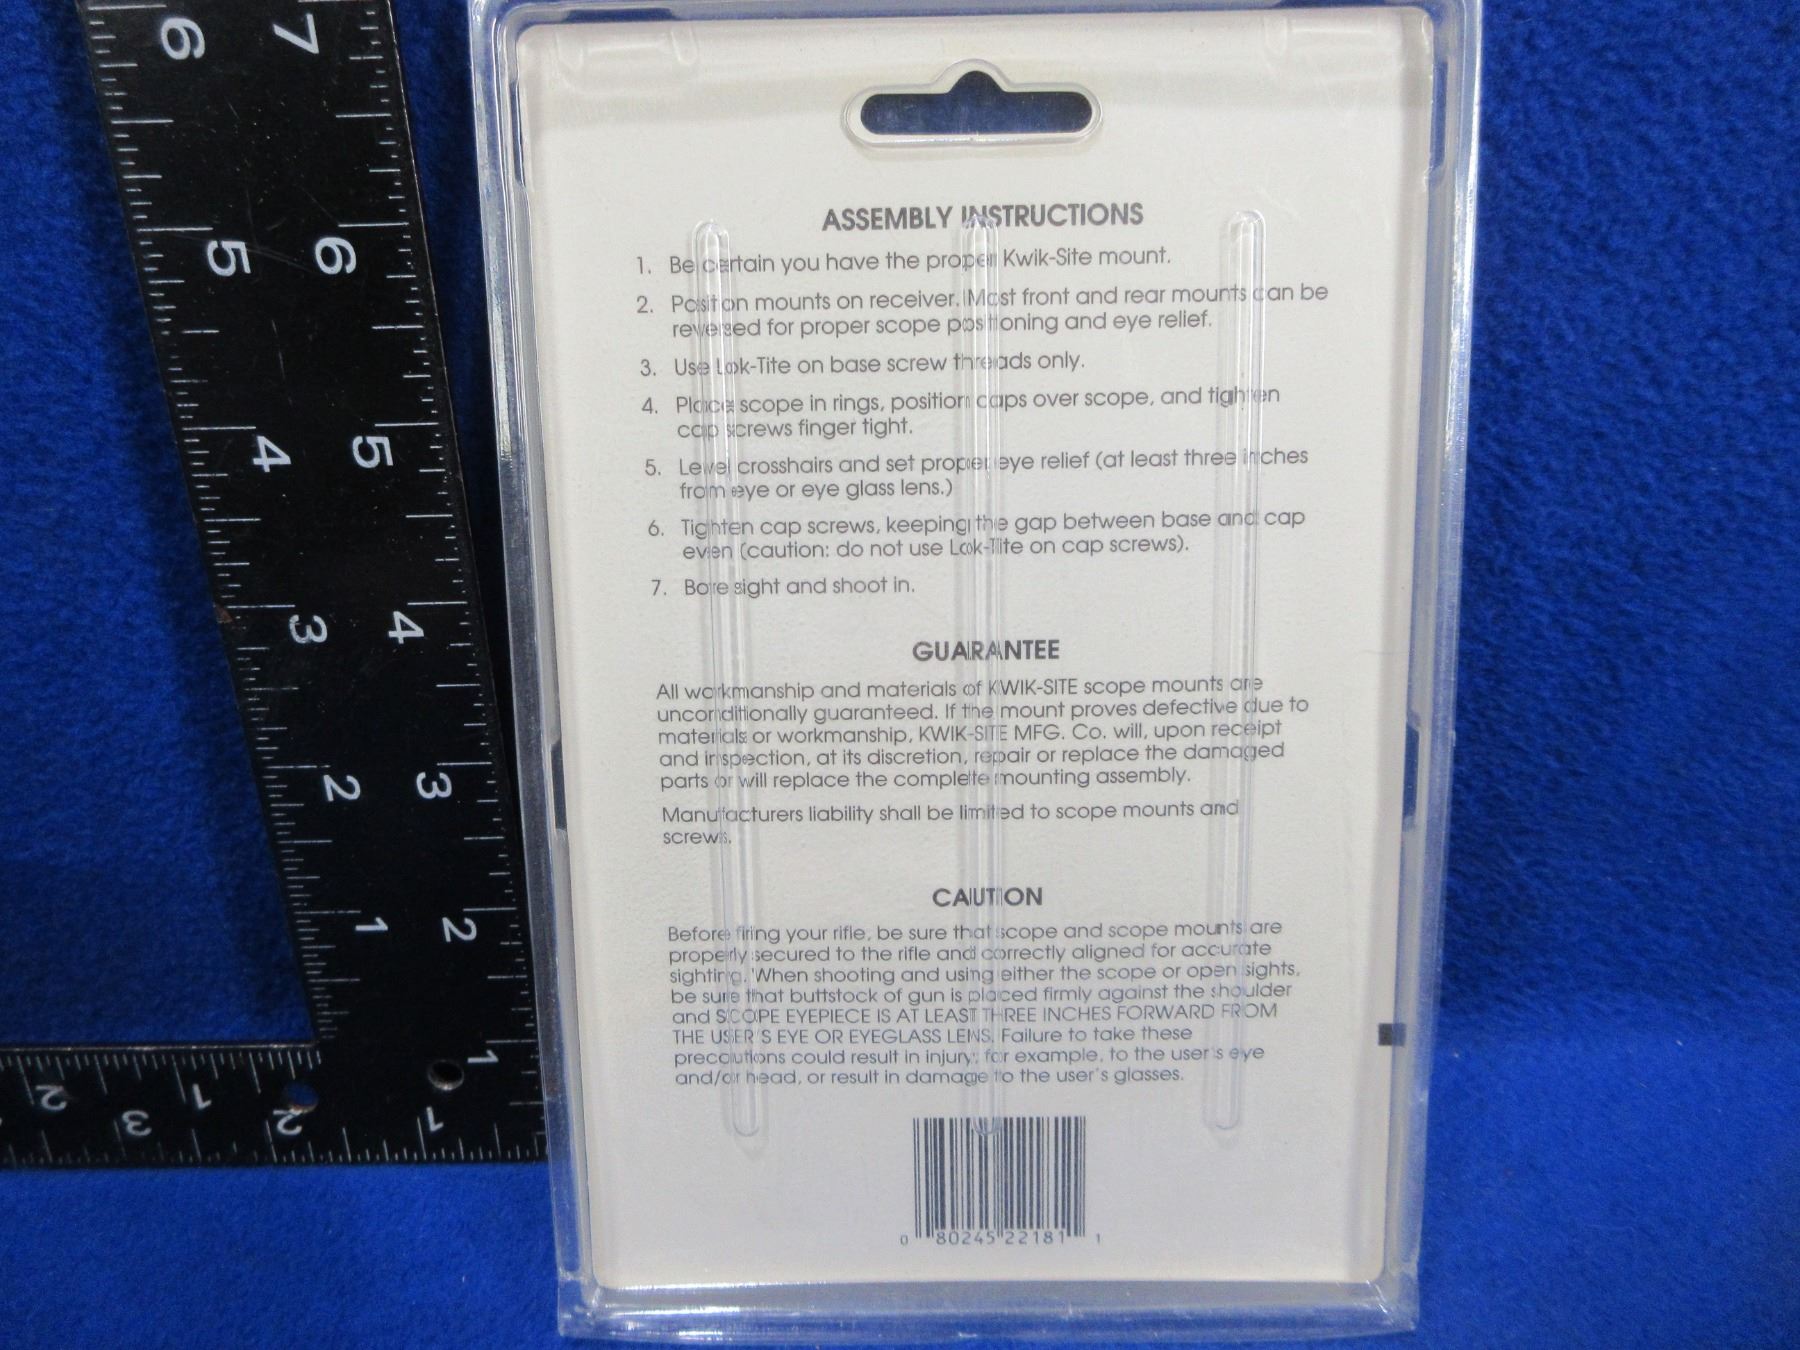 ASSEMBLY INSTRUCTIONS
1. Be certain you have the proper Kwik-Site mount.
2. Position mounts on receiver. Most front and rear mounts can be
reversed for proper scope positioning and eye relief.
3. Use Lok-Tite on base screw threads only.
4. Place scope in rings, position caps over scope, and tighten
cap screws finger tight.
5. Level crosshairs and set proper eye relief (at least three inches
from eye or eye glass lens.)
6. Tighten cap screws, keeping the gap between base and cap
even (caution: do not use Lok-Tite on cap screws).
7. Bore sight and shoot in.
GUARANTEE
All workmanship and materials of KWIK-SITE scope mounts are
unconditionally guaranteed. If the mount proves defective due to
materials or workmanship, KWIK-SITE MFG. Co. will, upon receipt
and inspection, at its discretion, repair or replace the damaged
parts or will replace the complete mounting assembly.
Manufacturers liability shall be limited to scope mounts and
screws.
CAUTION
Before firing your rifle, be sure that scope and scope mounts are
properly secured to the rifle and correctly aligned for accurate
sighting. When shooting and using either the scope or open sights,
be sure that buttstock of gun is placed firmly against the shoulder
and SCOPE EYEPIECE IS AT LEAST THREE INCHES FORWARD FROM
THE USER'S EYE OR EYEGLASS LENS. Failure to take these
precautions could result in injury; for example, to the user's eye
and/or head, or result in damage to the user's glasses.
0 80245 22181 1
6 7
5 6
4 5
3 4
2 3
1 2
1
2 1
3 2 1